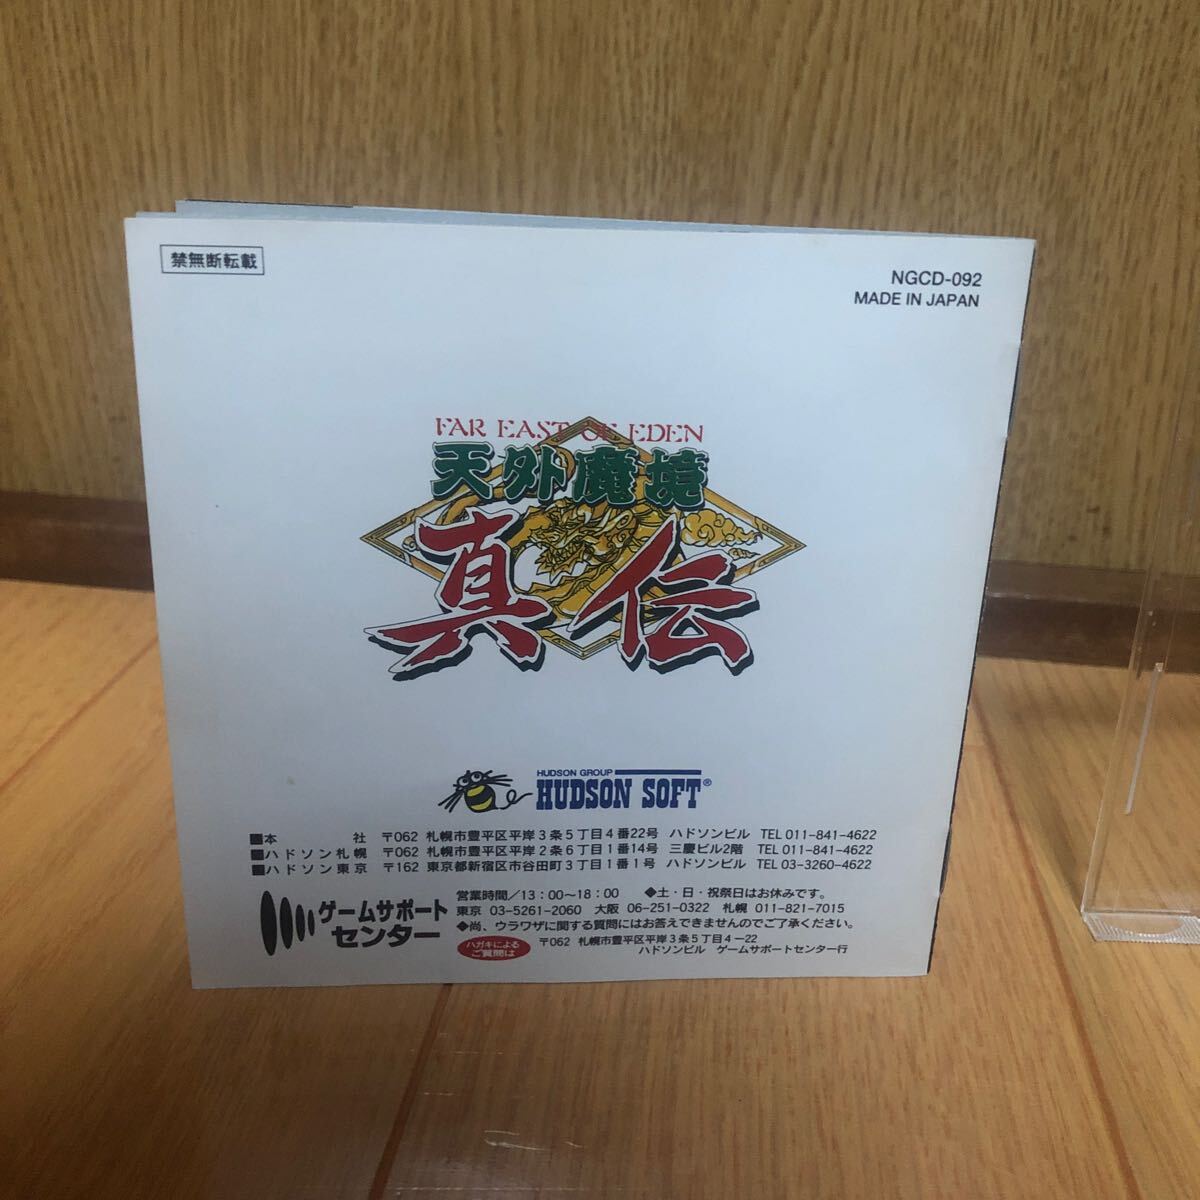 禁無断転載
NGCD-092
MADE IN JAPAN
FAR EAST OF EDEN
天外魔境
真伝
HUDSON GROUP
HUDSON SOFT®
■本　　社 〒062 札幌市豊平区平岸3条5丁目4番22号 ハドソンビル TEL 011-841-4622
■ハドソン札幌 〒062 札幌市豊平区平岸2条6丁目1番14号 三慶ビル2階 TEL 011-841-4622
■ハドソン東京 〒162 東京都新宿区市谷田町3丁目1番1号 ハドソンビル TEL 03-3260-4622
ゲームサポートセンター
営業時間/13:00〜18:00 ◆土・日・祝祭日はお休みです。
東京 03-5261-2060 大阪 06-251-0322 札幌 011-821-7015
◆尚、ウラワザに関する質問にはお答えできませんのでご了承ください。
ハガキによるご質問は
〒062 札幌市豊平区平岸3条5丁目4-22
ハドソンビル ゲームサポートセンター行